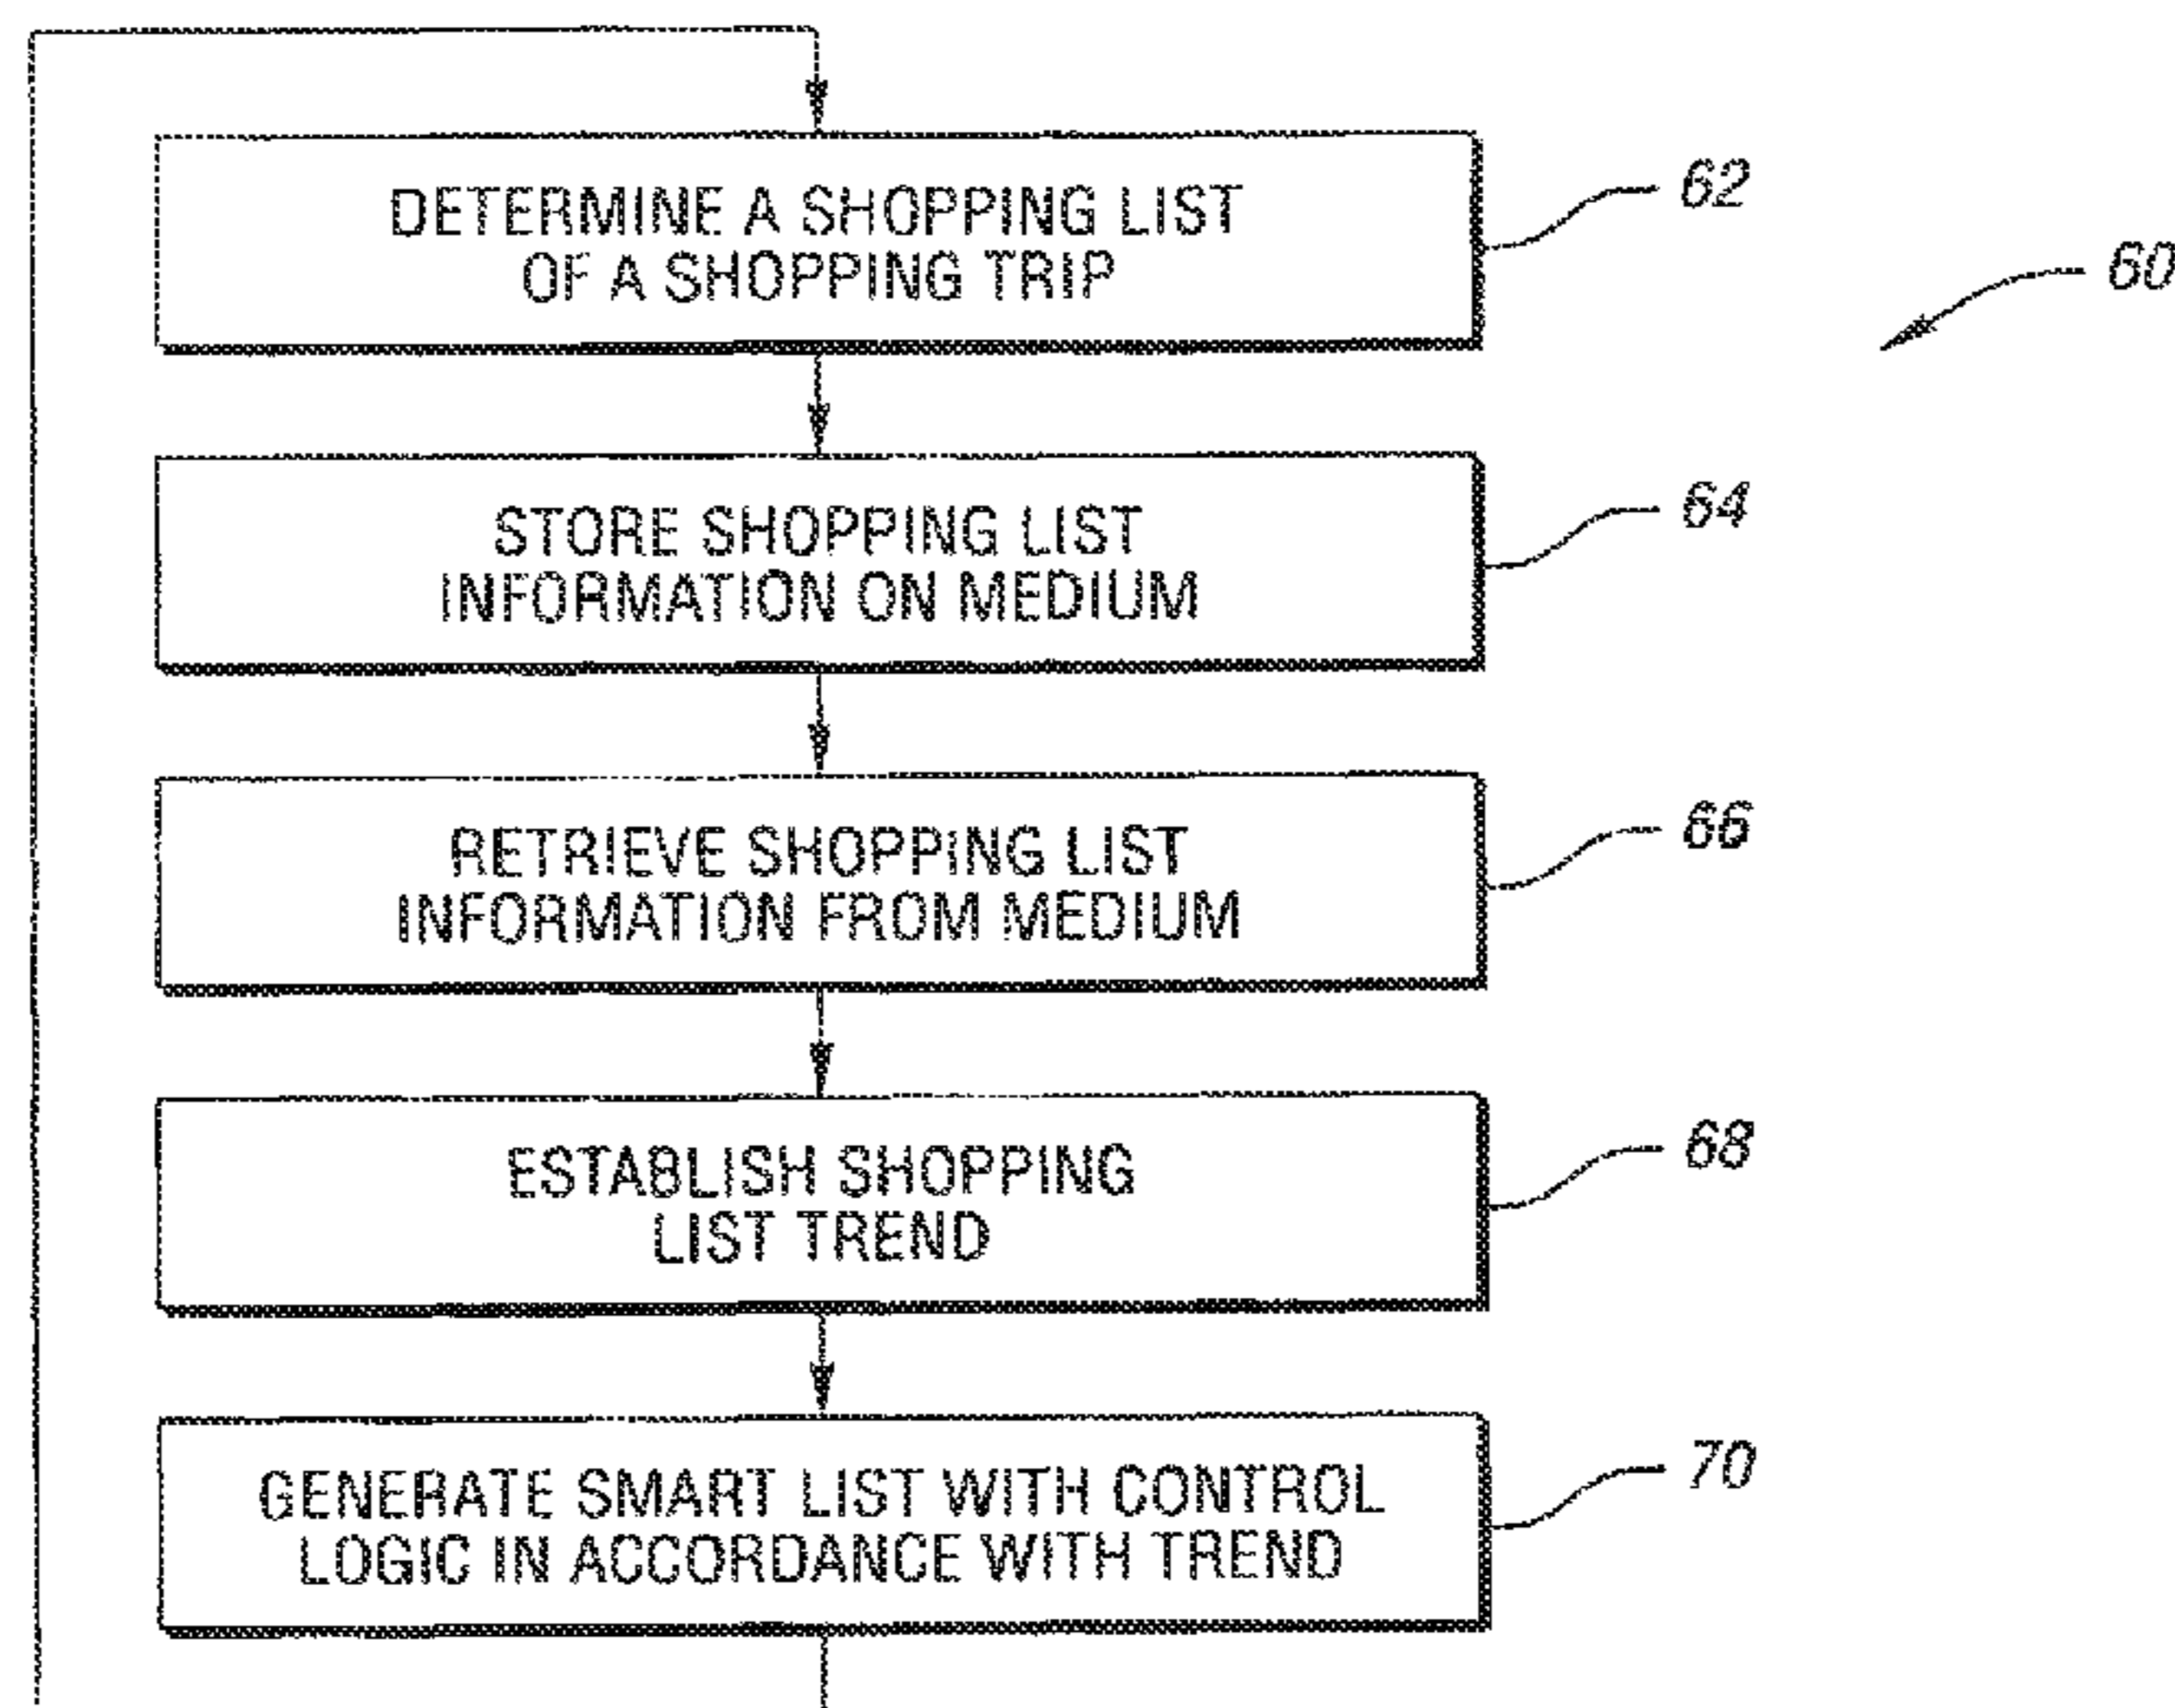 DETERMINE A SHOPPING LIST
OF A SHOPPING TRIP
62
60
STORE SHOPPING LIST
INFORMATION ON MEDIUM
64
RETRIEVE SHOPPING LIST
INFORMATION FROM MEDIUM
66
ESTABLISH SHOPPING
LIST TREND
68
GENERATE SMART LIST WITH CONTROL
LOGIC IN ACCORDANCE WITH TREND
70